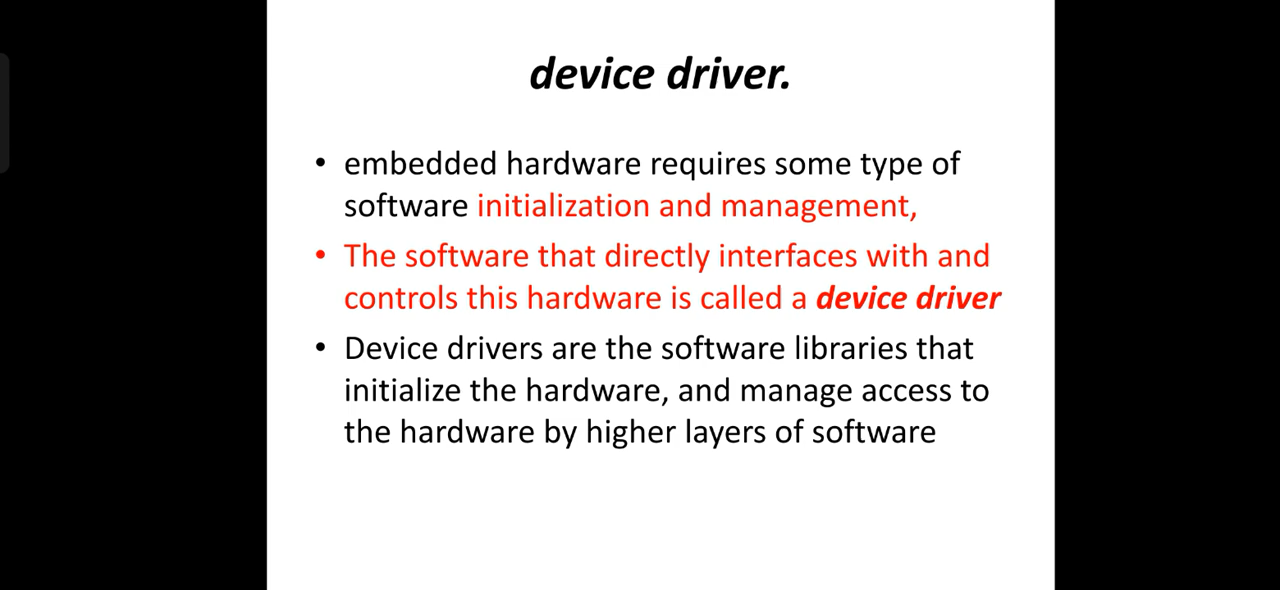 device driver.
• embedded hardware requires some type of
software initialization and management,
• The software that directly interfaces with and
controls this hardware is called a device driver
• Device drivers are the software libraries that
initialize the hardware, and manage access to
the hardware by higher layers of software